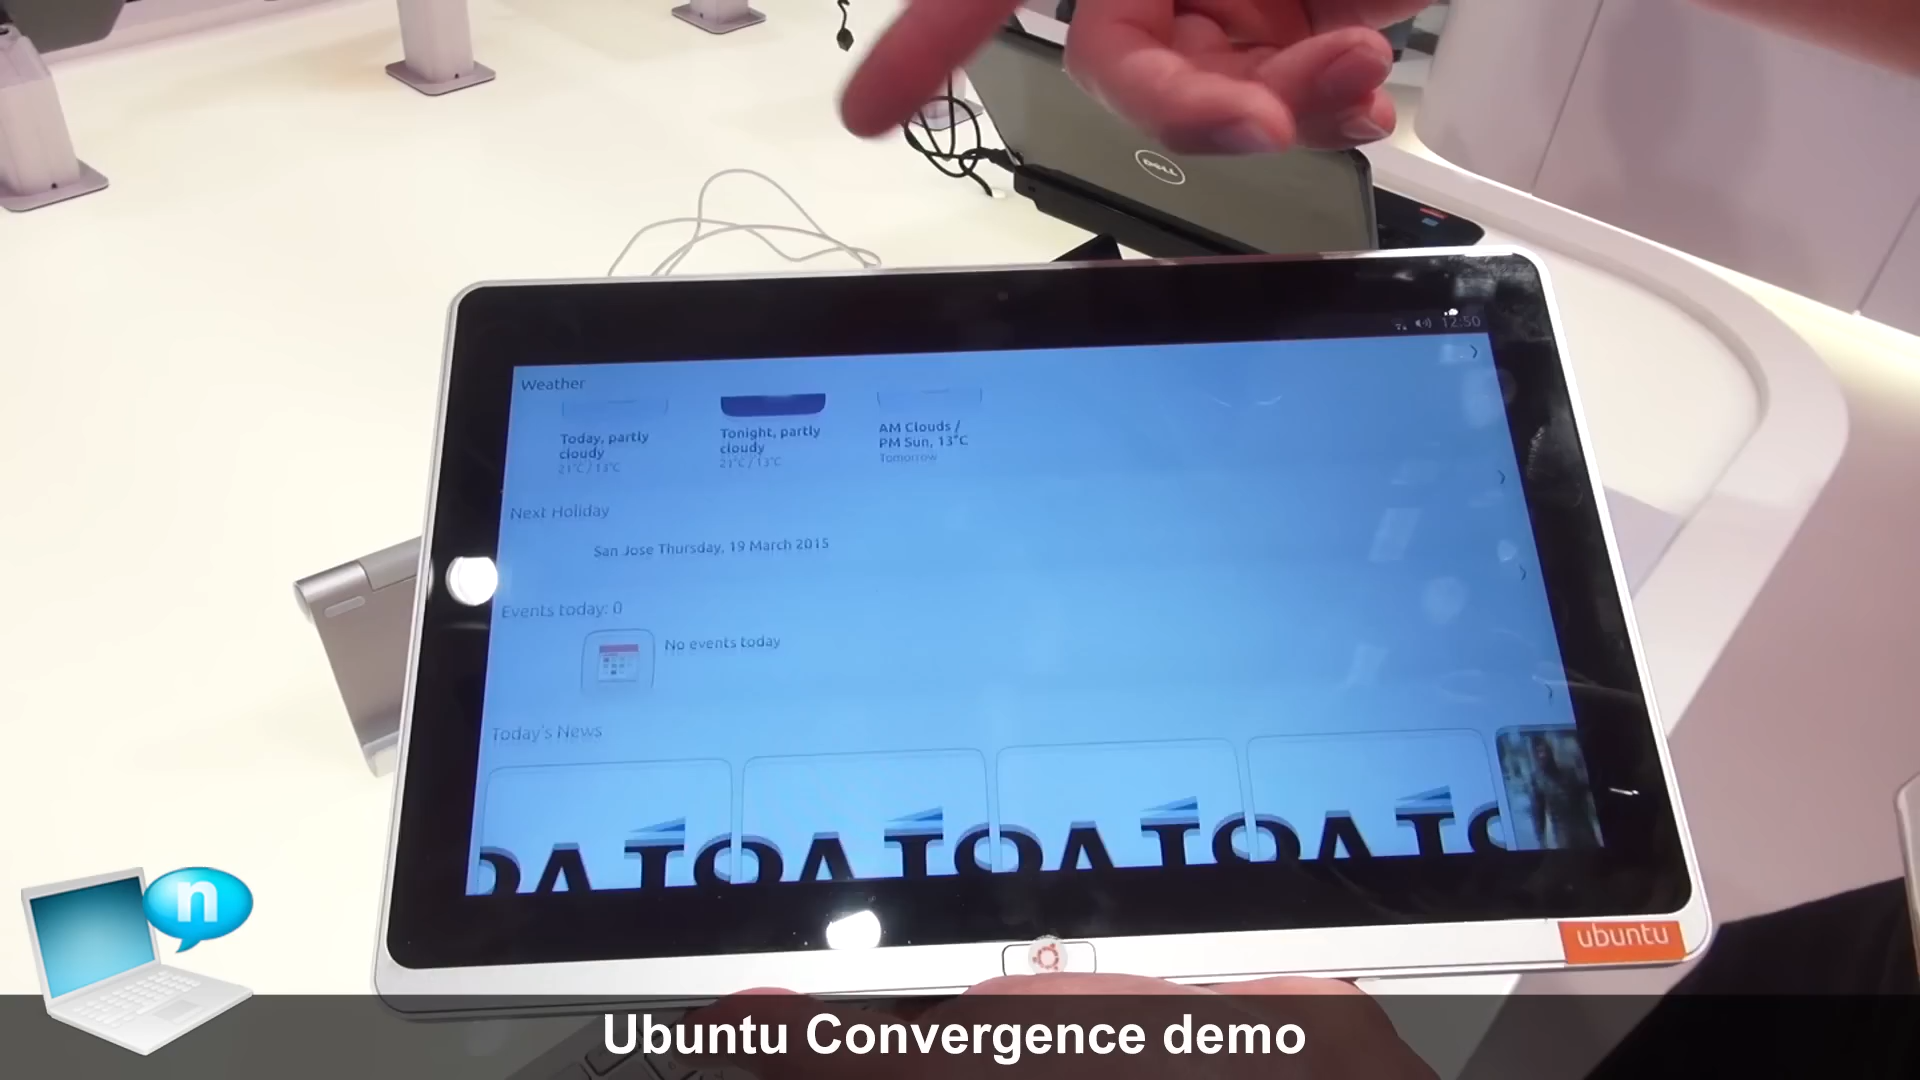 DELL
12:50
Weather
Today, partly
cloudy
21°C / 13°C
Tonight, partly
cloudy
21°C / 13°C
AM Clouds /
PM Sun, 13°C
Tomorrow
Next Holiday
San Jose Thursday, 19 March 2015
Events today: 0
No events today
Today's News
ubuntu
n
Ubuntu Convergence demo